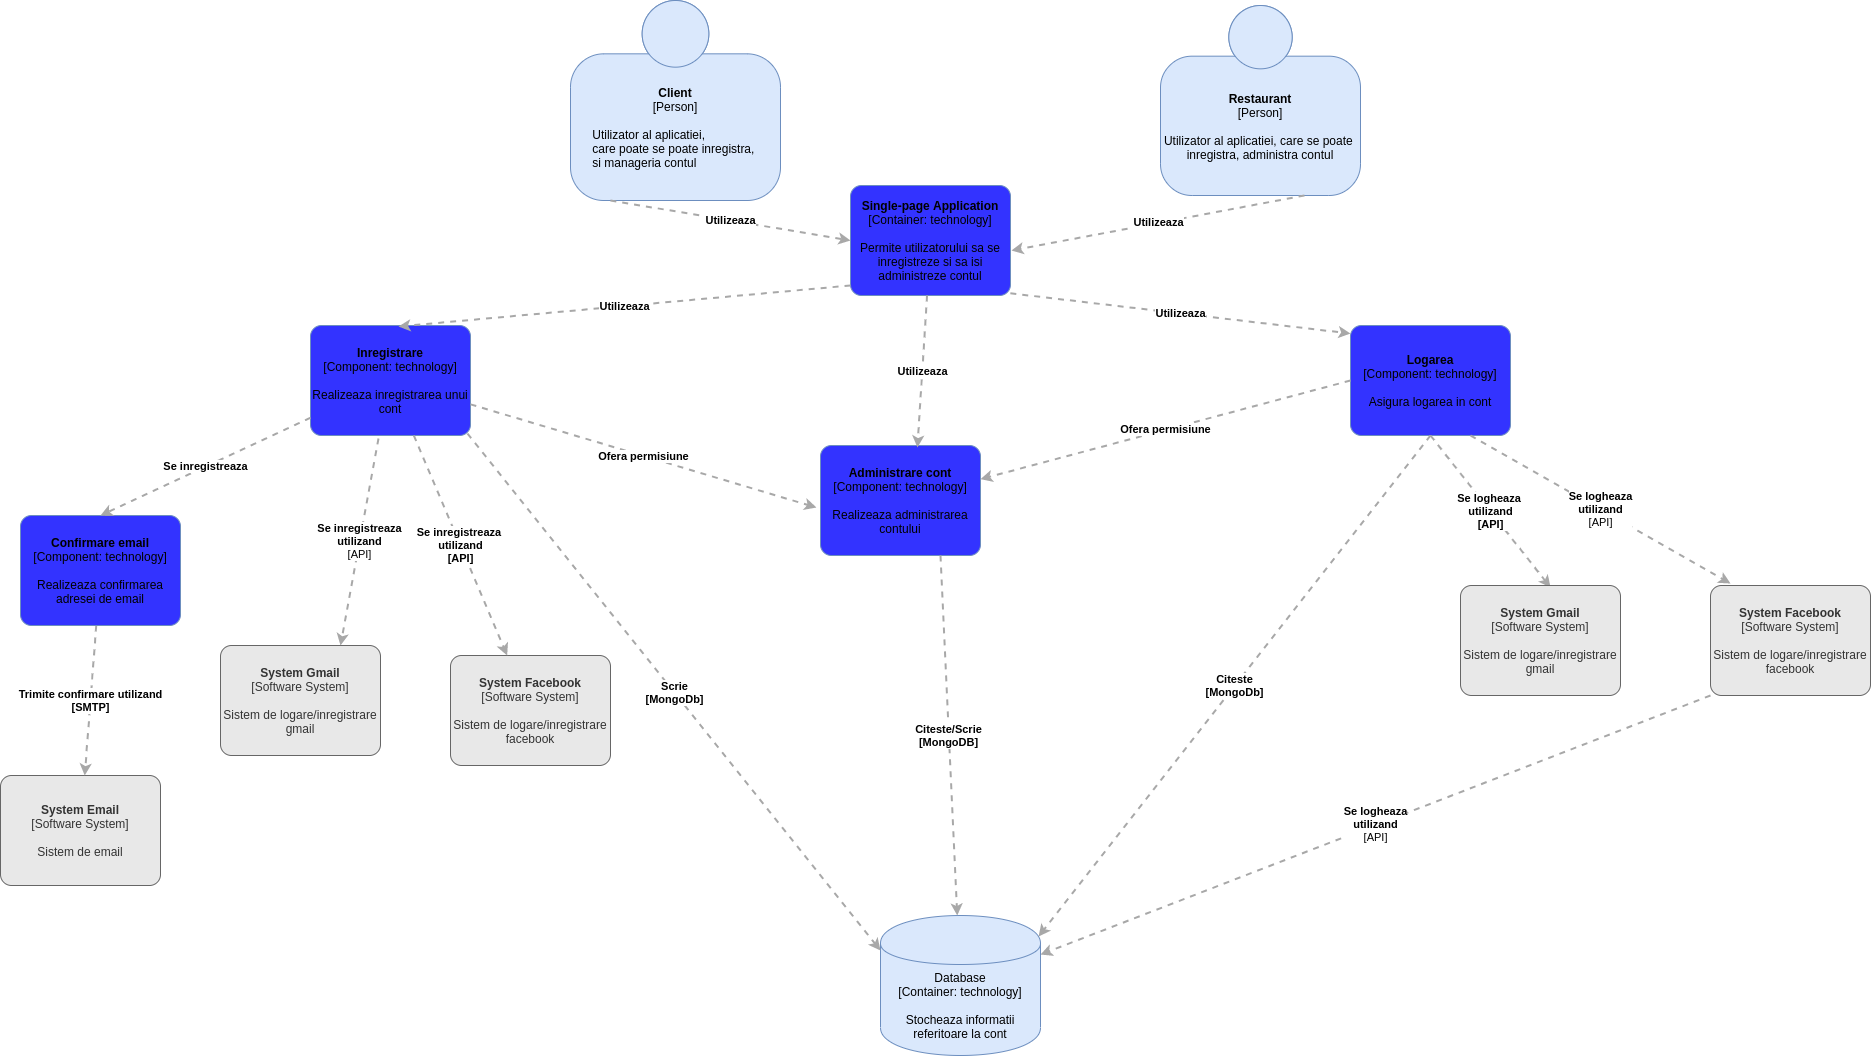 Client
[Person]
Utilizator al aplicatiei,
care poate se poate inregistra,
si manageria contul
Restaurant
[Person]
Utilizator al aplicatiei, care se poate
inregistra, administra contul
Utilizeaza
Utilizeaza
Single-page Application
[Container: technology]
Permite utilizatorului sa se
inregistreze si sa isi
administreze contul
Utilizeaza
Utilizeaza
Utilizeaza
Inregistrare
[Component: technology]
Realizeaza inregistrarea unui
cont
Logarea
[Component: technology]
Asigura logarea in cont
Ofera permisiune
Ofera permisiune
Se inregistreaza
Administrare cont
[Component: technology]
Realizeaza administrarea
contului
Confirmare email
[Component: technology]
Realizeaza confirmarea
adresei de email
Se inregistreaza
utilizand
[API]
Se inregistreaza
utilizand
[API]
Se logheaza
utilizand
[API]
Se logheaza
utilizand
[API]
System Gmail
[Software System]
Sistem de logare/inregistrare
gmail
System Facebook
[Software System]
Sistem de logare/inregistrare
facebook
System Gmail
[Software System]
Sistem de logare/inregistrare
gmail
System Facebook
[Software System]
Sistem de logare/inregistrare
facebook
Trimite confirmare utilizand
[SMTP]
Scrie
[MongoDb]
Citeste/Scrie
[MongoDB]
Citeste
[MongoDb]
System Email
[Software System]
Sistem de email
Se logheaza
utilizand
[API]
Database
[Container: technology]
Stocheaza informatii
referitoare la cont